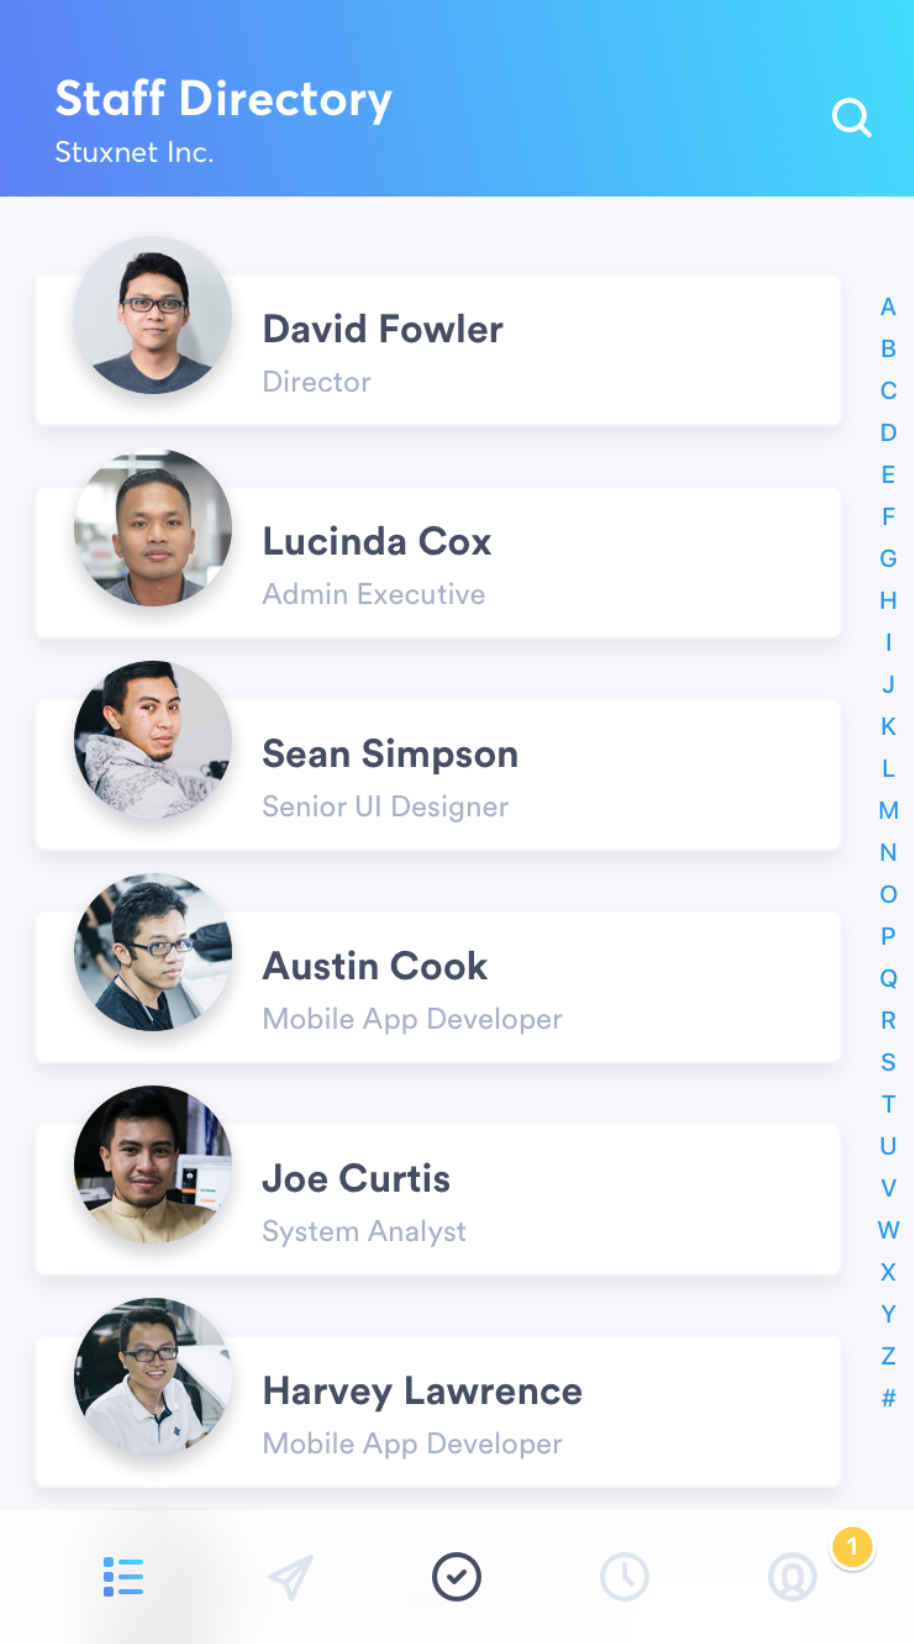 Staff Directory
Stuxnet Inc.
David Fowler
Director
Lucinda Cox
Admin Executive
Sean Simpson
Senior UI Designer
Austin Cook
Mobile App Developer
Joe Curtis
System Analyst
Harvey Lawrence
Mobile App Developer
A
B
C
D
E
F
G
H
I
J
K
L
M
N
O
P
Q
R
S
T
U
V
W
X
Y
Z
#
1